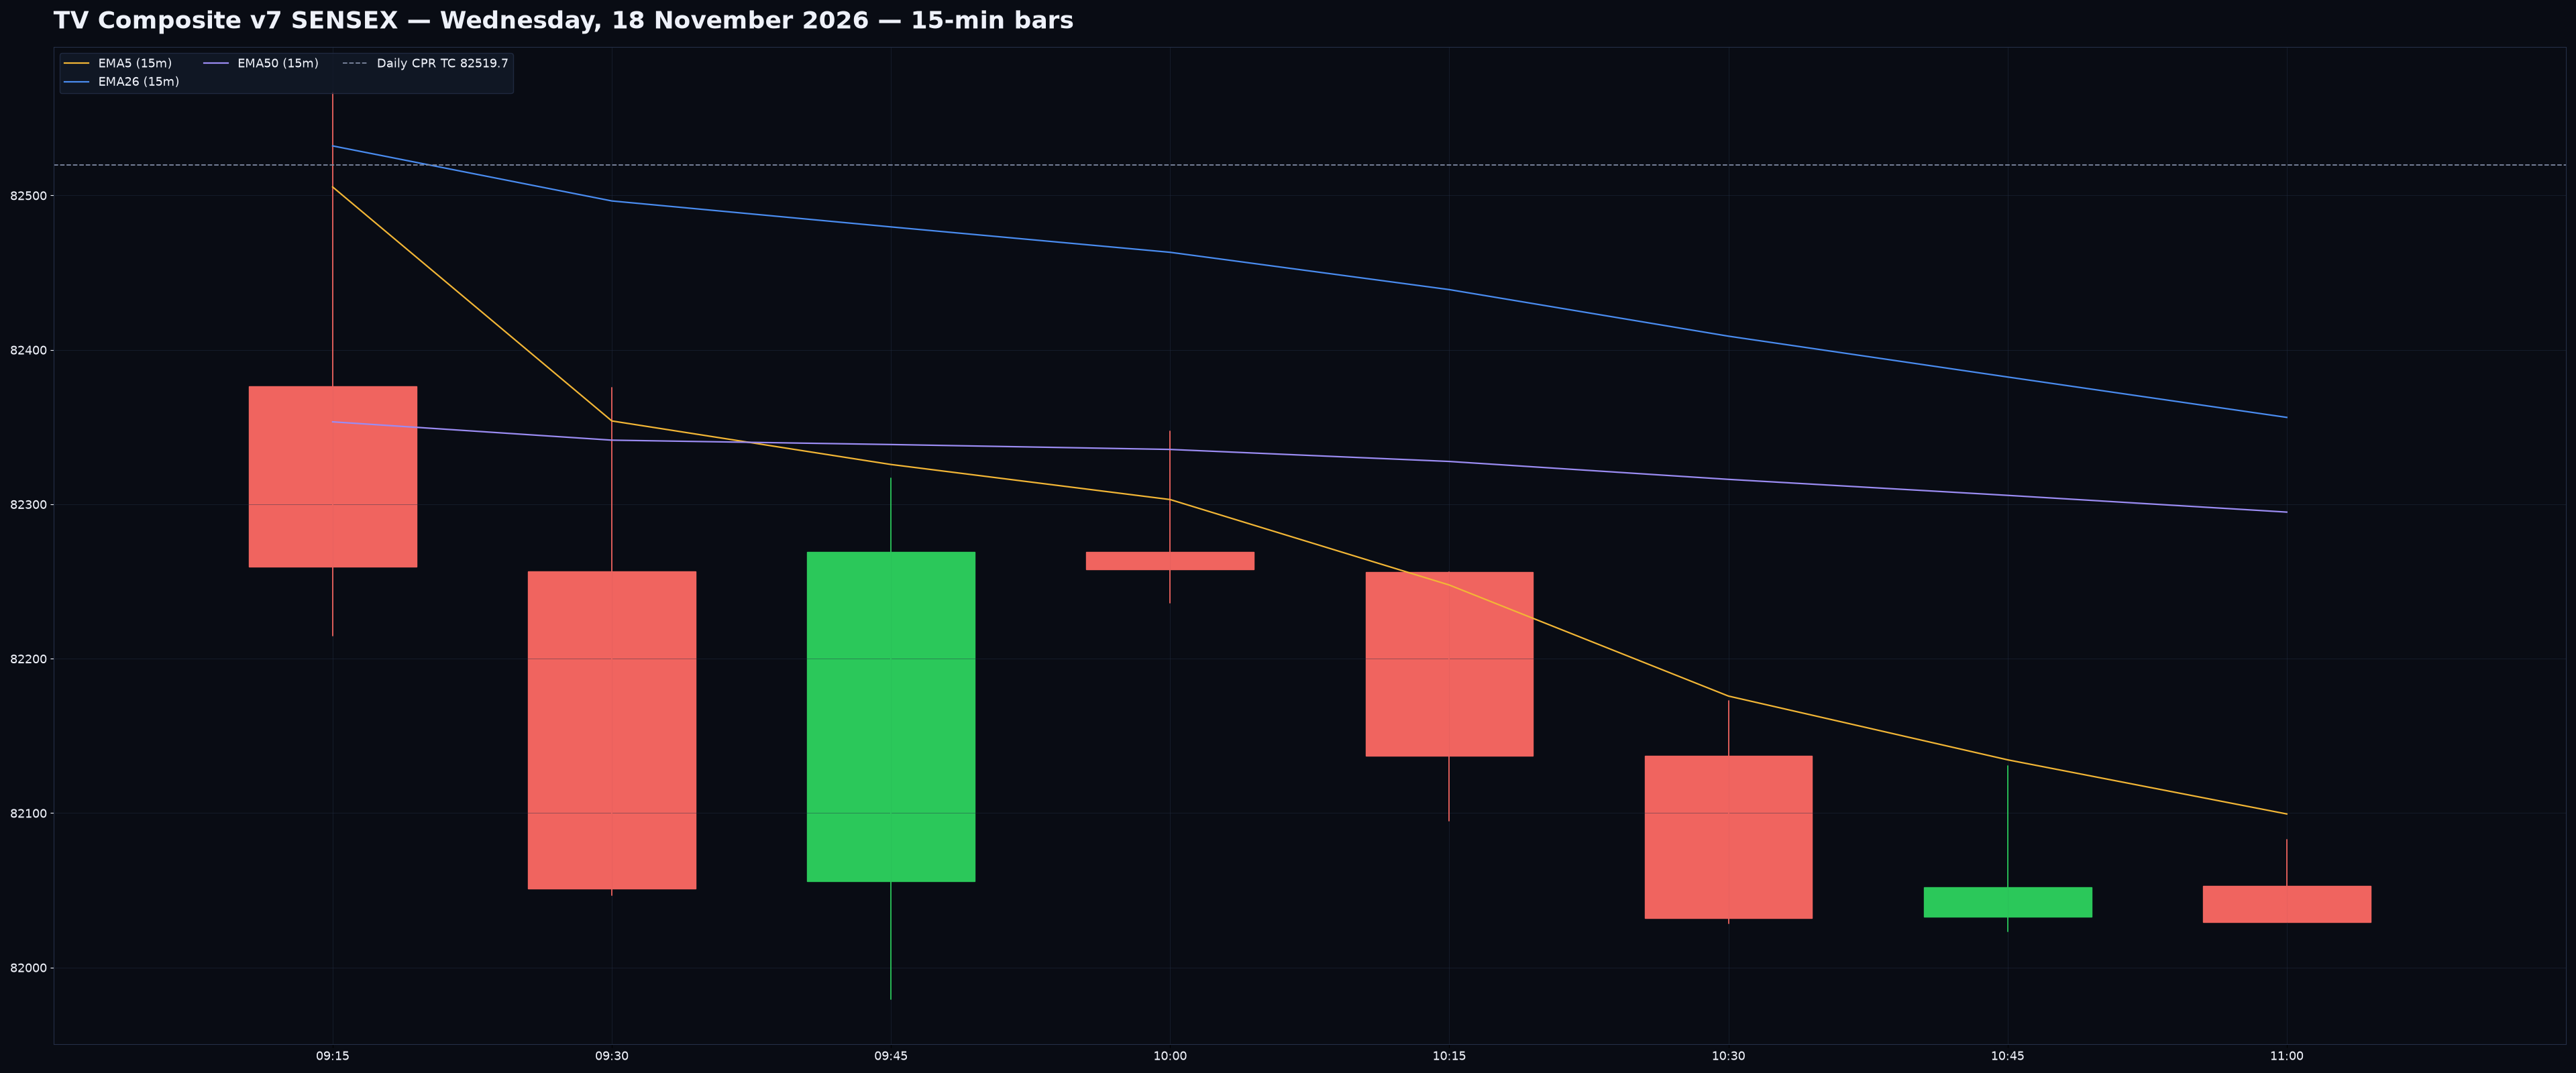 TV Composite v7 SENSEX — Wednesday, 18 November 2026 — 15-min bars
EMA5 (15m) EMA50 (15m) Daily CPR TC 82519.7
EMA26 (15m)
82500
82400
82300
82200
82100
82000
09:15 09:30 09:45 10:00 10:15 10:30 10:45 11:00